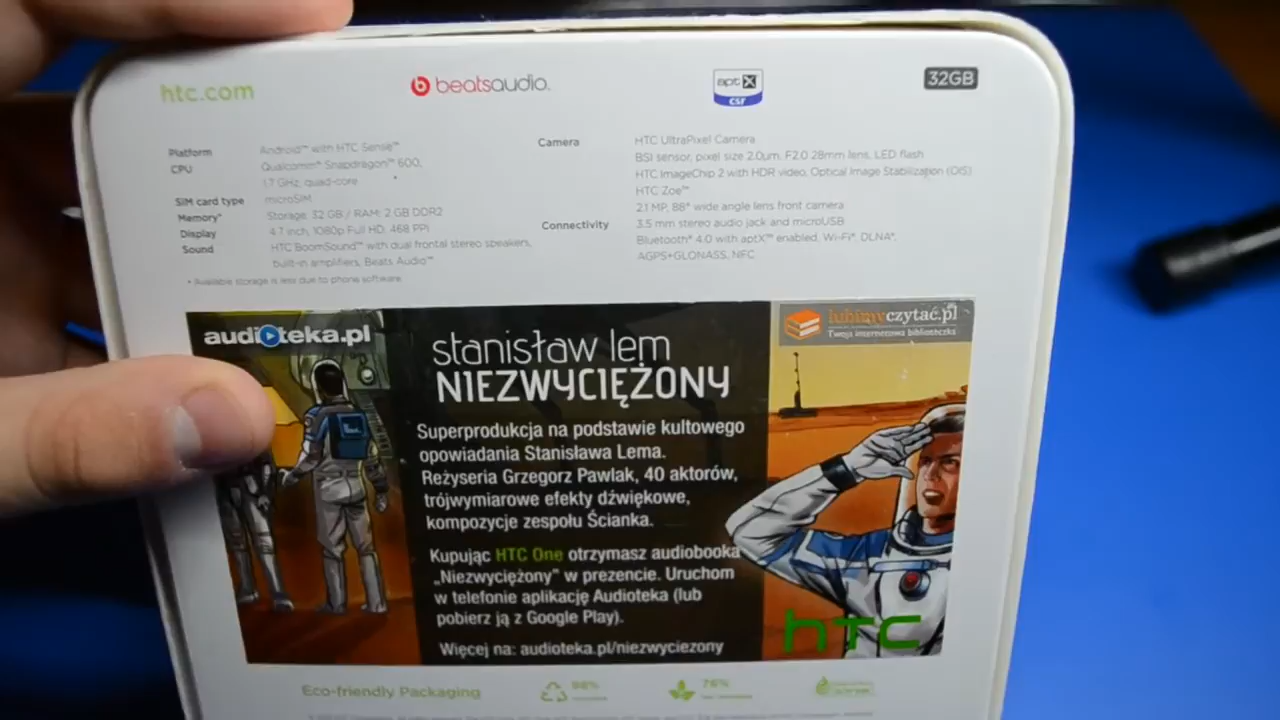 htc.com
beatsaudio
aptX
CSR
32GB
Platform Android™ with HTC Sense™
CPU Qualcomm® Snapdragon™ 600,
1.7 GHz, quad-core
SIM card type microSIM
Memory* Storage: 32 GB / RAM: 2 GB DDR2
Display 4.7 inch, 1080p Full HD, 468 PPI
Sound HTC BoomSound™ with dual frontal stereo speakers,
built-in amplifiers, Beats Audio™
* Available storage is less due to phone software.
Camera HTC UltraPixel Camera
BSI sensor, pixel size 2.0µm, F2.0 28mm lens, LED flash
HTC ImageChip 2 with HDR video, Optical Image Stabilization (OIS)
HTC Zoe™
2.1 MP, 88° wide angle lens front camera
Connectivity 3.5 mm stereo audio jack and microUSB
Bluetooth® 4.0 with aptX™ enabled, Wi-Fi®, DLNA®,
AGPS+GLONASS, NFC
audioteka.pl
stanisław lem
NIEZWYCIĘŻONY
Superprodukcja na podstawie kultowego
opowiadania Stanisława Lema.
Reżyseria Grzegorz Pawlak, 40 aktorów,
trójwymiarowe efekty dźwiękowe,
kompozycje zespołu Ścianka.
Kupując HTC One otrzymasz audiobooka
„Niezwyciężony" w prezencie. Uruchom
w telefonie aplikację Audioteka (lub
pobierz ją z Google Play).
Więcej na: audioteka.pl/niezwyciezony
lubimyczytać.pl
Twoja internetowa biblioteczka
hTC
Eco-friendly Packaging
98%
76%